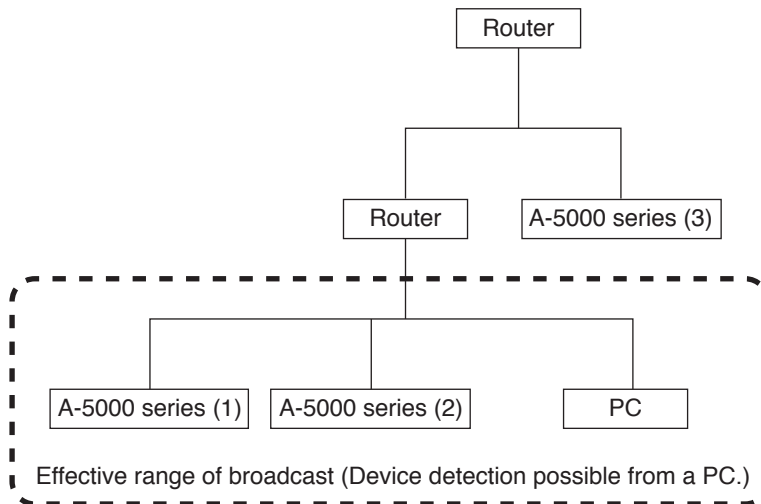 Router
Router
A-5000 series (3)
A-5000 series (1)
A-5000 series (2)
PC
Effective range of broadcast (Device detection possible from a PC.)